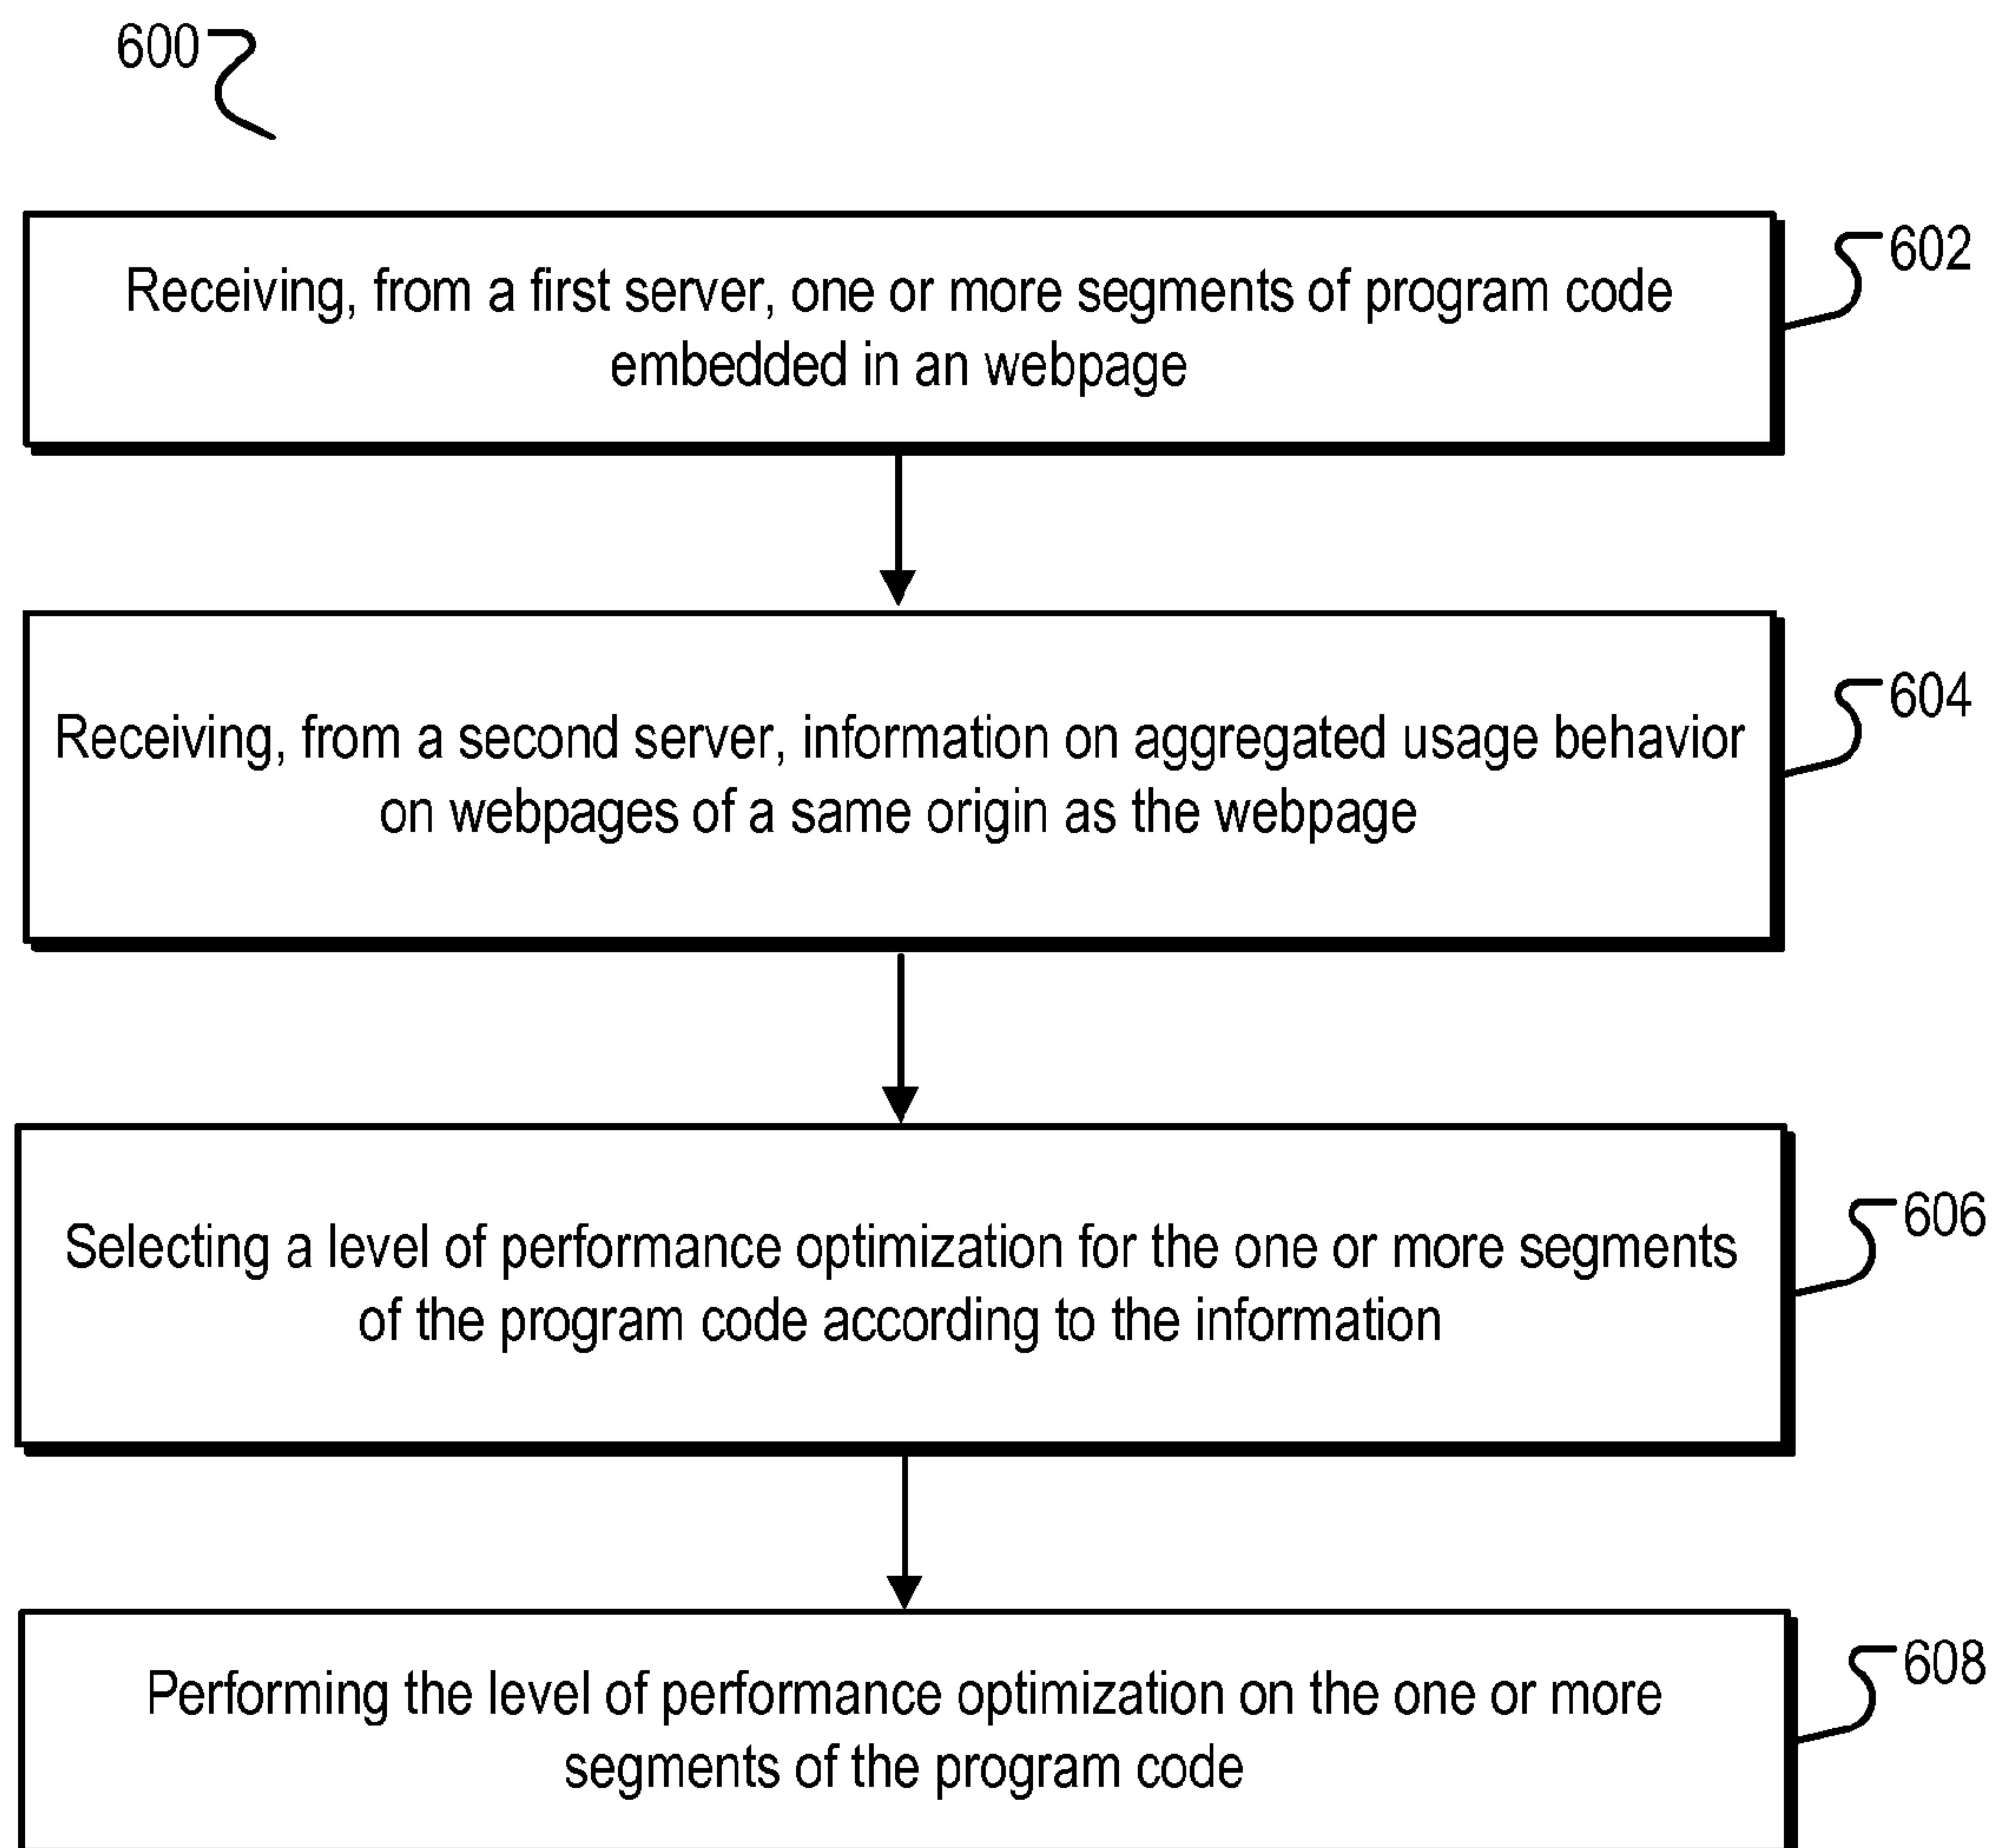 600
Receiving, from a first server, one or more segments of program code
embedded in an webpage
602
Receiving, from a second server, information on aggregated usage behavior
on webpages of a same origin as the webpage
604
Selecting a level of performance optimization for the one or more segments
of the program code according to the information
606
Performing the level of performance optimization on the one or more
segments of the program code
608